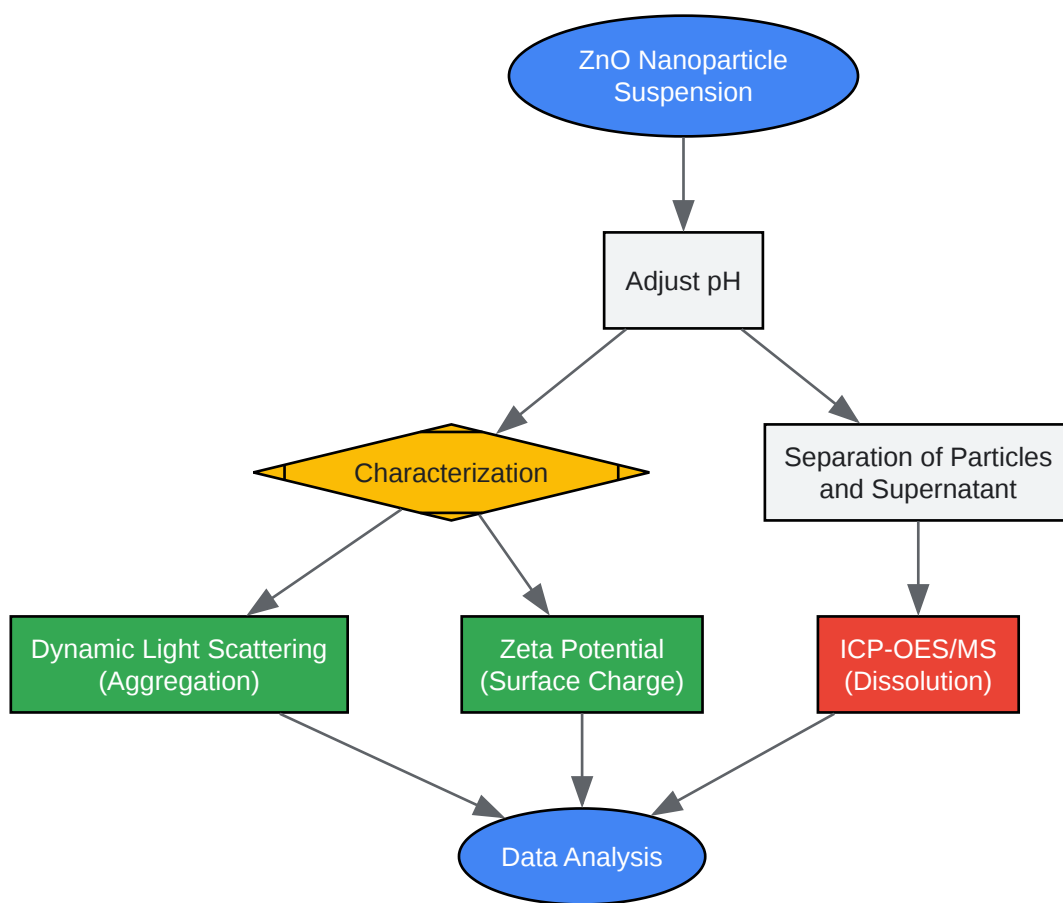 ZnO Nanoparticle
Suspension
Adjust pH
Characterization
Separation of Particles
and Supernatant
Dynamic Light Scattering
(Aggregation)
Zeta Potential
(Surface Charge)
ICP-OES/MS
(Dissolution)
Data Analysis